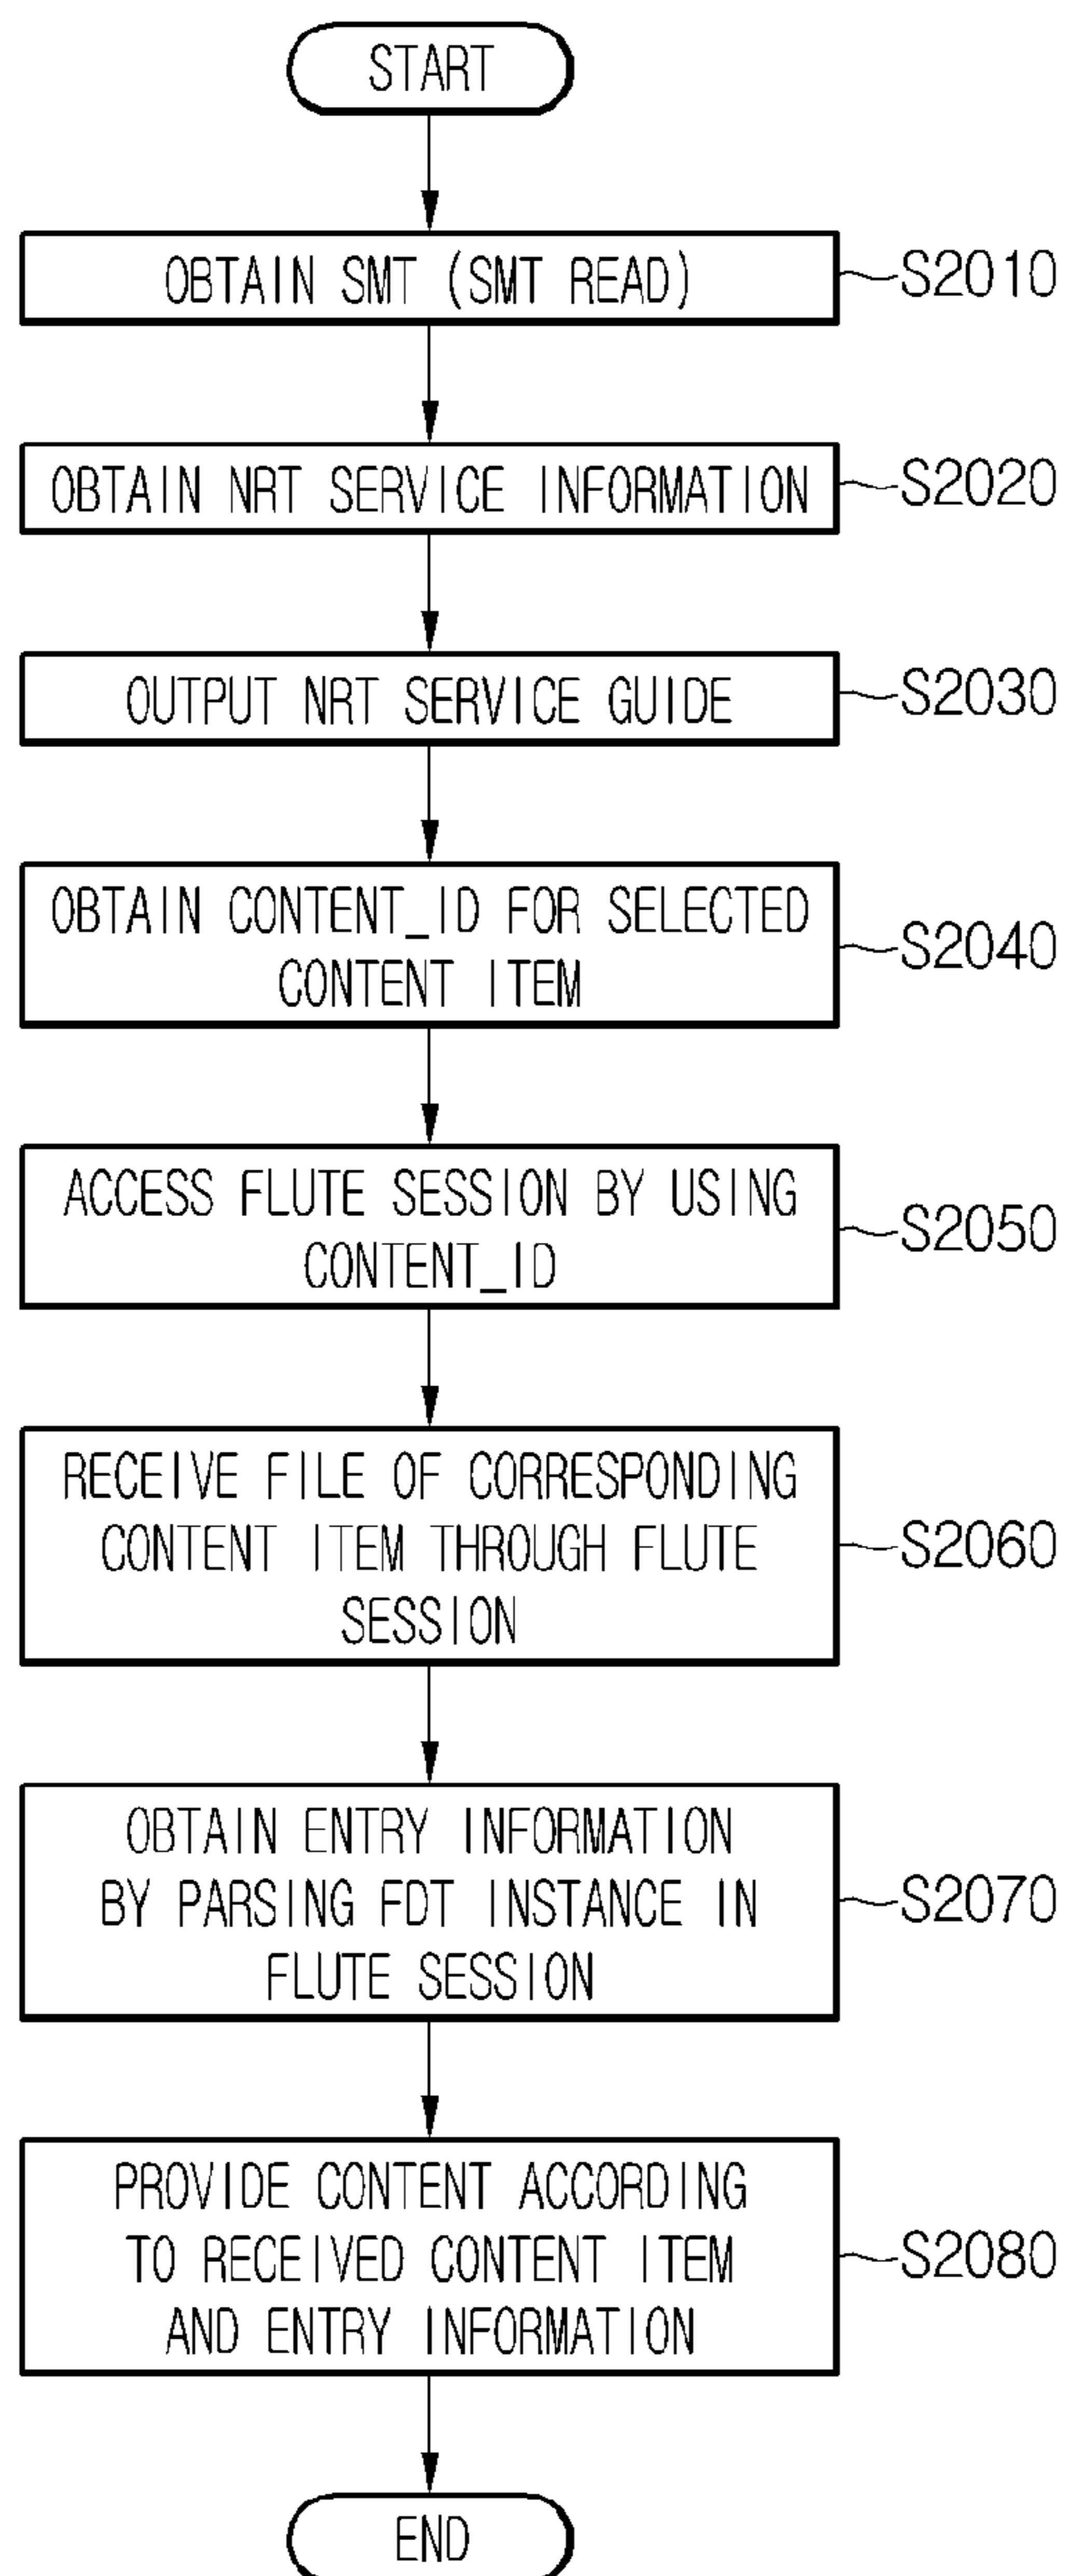 START
OBTAIN SMT (SMT READ)
S2010
OBTAIN NRT SERVICE INFORMATION
S2020
OUTPUT NRT SERVICE GUIDE
S2030
OBTAIN CONTENT_ID FOR SELECTED
CONTENT ITEM
S2040
ACCESS FLUTE SESSION BY USING
CONTENT_ID
S2050
RECEIVE FILE OF CORRESPONDING
CONTENT ITEM THROUGH FLUTE
SESSION
S2060
OBTAIN ENTRY INFORMATION
BY PARSING FDT INSTANCE IN
FLUTE SESSION
S2070
PROVIDE CONTENT ACCORDING
TO RECEIVED CONTENT ITEM
AND ENTRY INFORMATION
S2080
END